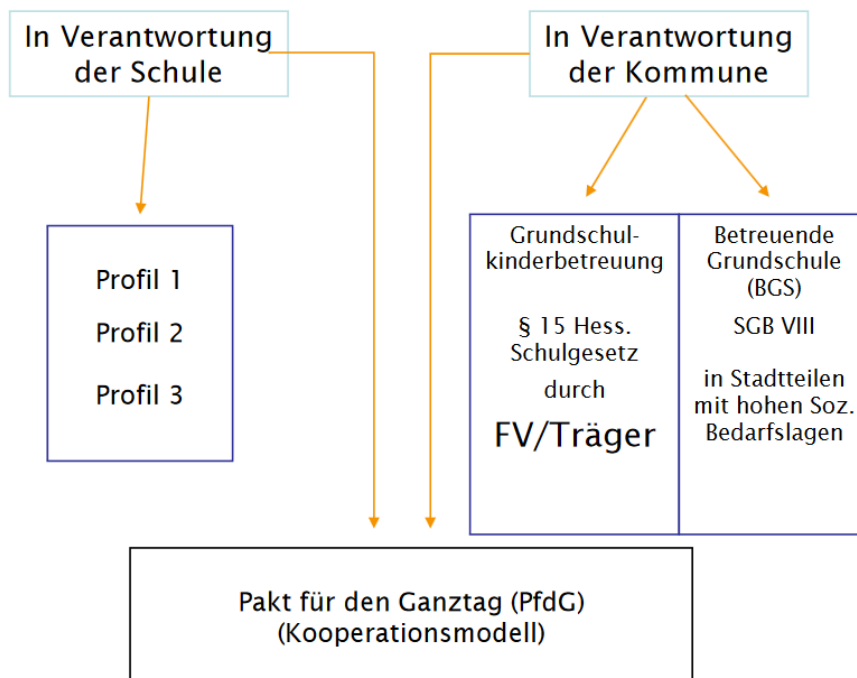 In Verantwortung
der Schule
In Verantwortung
der Kommune
Profil 1
Profil 2
Profil 3
Grundschul-
kinderbetreuung
§ 15 Hess.
Schulgesetz
durch
FV/Träger
Betreuende
Grundschule
(BGS)
SGB VIII
in Stadtteilen
mit hohen Soz.
Bedarfslagen
Pakt für den Ganztag (PfdG)
(Kooperationsmodell)